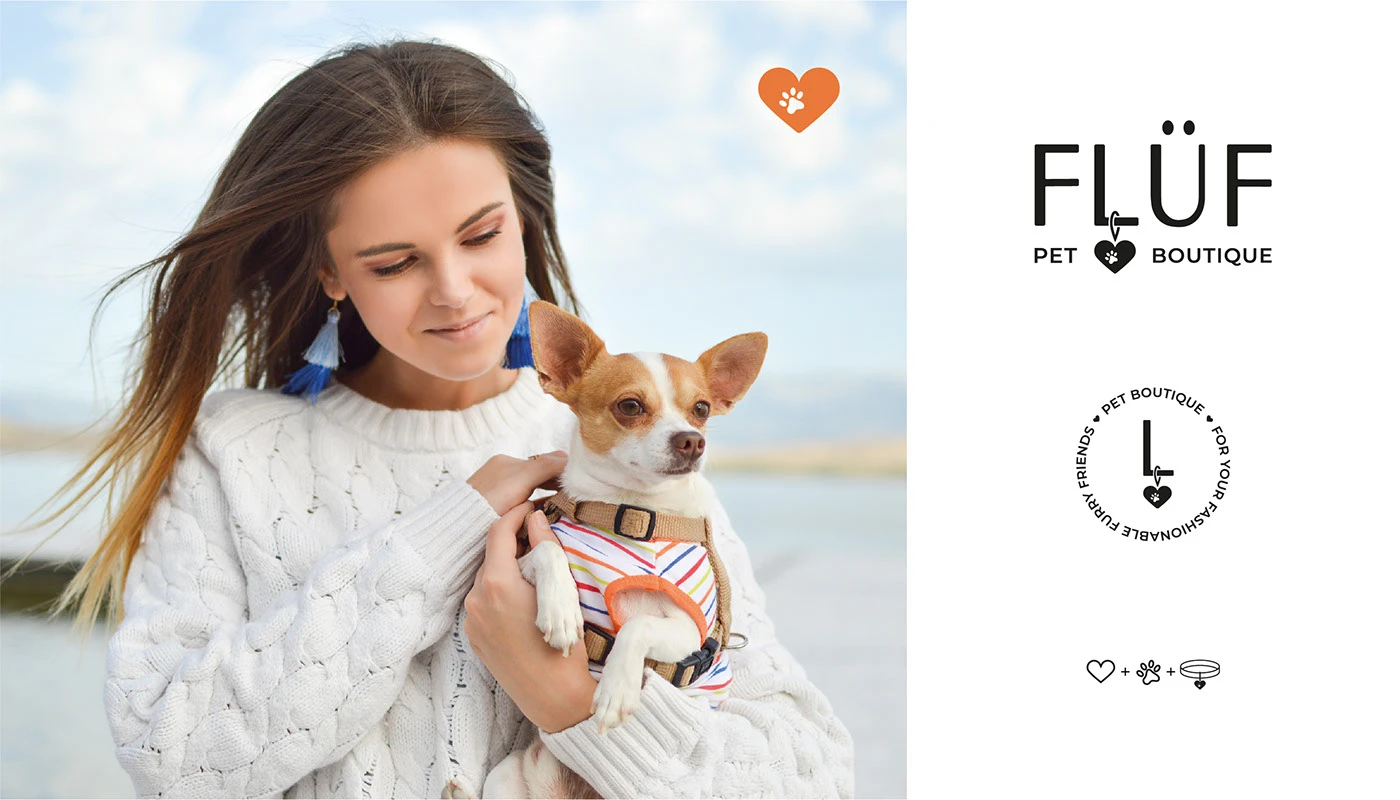 FLÜF
PET BOUTIQUE
PET BOUTIQUE
FOR YOUR FASHIONABLE FURRY FRIENDS
L
+ +